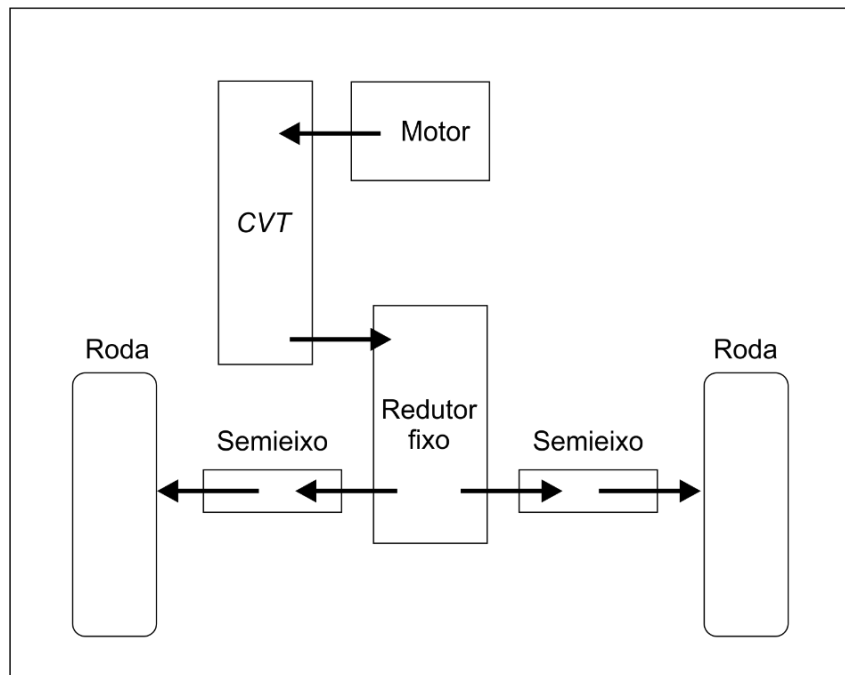 Motor
CVT
Roda
Roda
Redutor
fixo
Semieixo
Semieixo